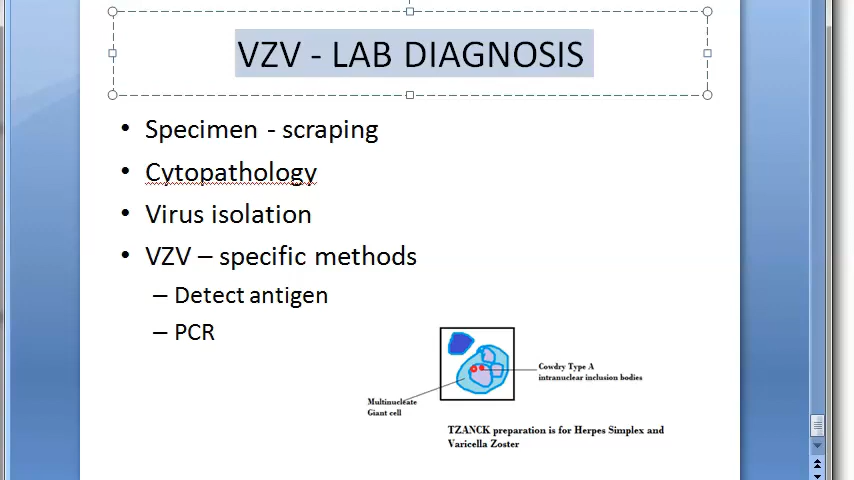 VZV - LAB DIAGNOSIS
• Specimen - scraping
• Cytopathology
• Virus isolation
• VZV – specific methods
– Detect antigen
– PCR
Cowdry Type A
intranuclear inclusion bodies
Multinucleate
Giant cell
TZANCK preparation is for Herpes Simplex and
Varicella Zoster